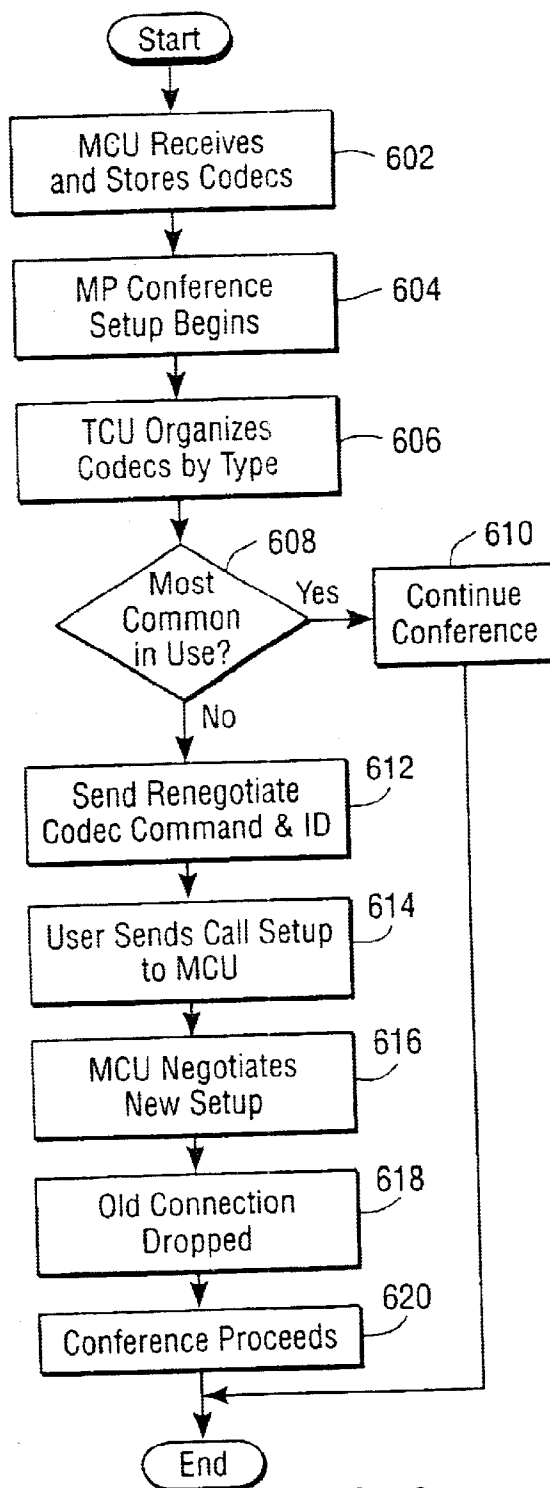 Start
MCU Receives
and Stores Codecs
602
MP Conference
Setup Begins
604
TCU Organizes
Codecs by Type
606
608
Most
Common
in Use?
Yes
610
Continue
Conference
No
Send Renegotiate
Codec Command & ID
612
User Sends Call Setup
to MCU
614
MCU Negotiates
New Setup
616
Old Connection
Dropped
618
Conference Proceeds
620
End